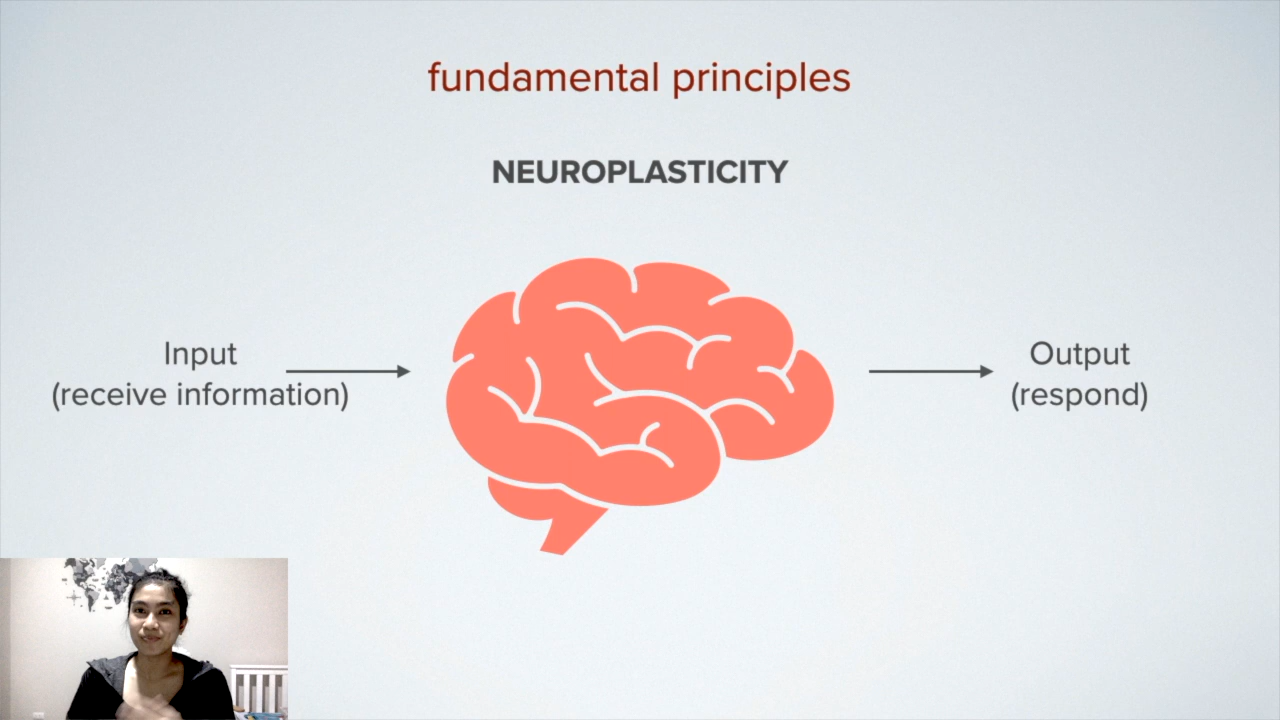 fundamental principles
NEUROPLASTICITY
Input
(receive information)
Output
(respond)